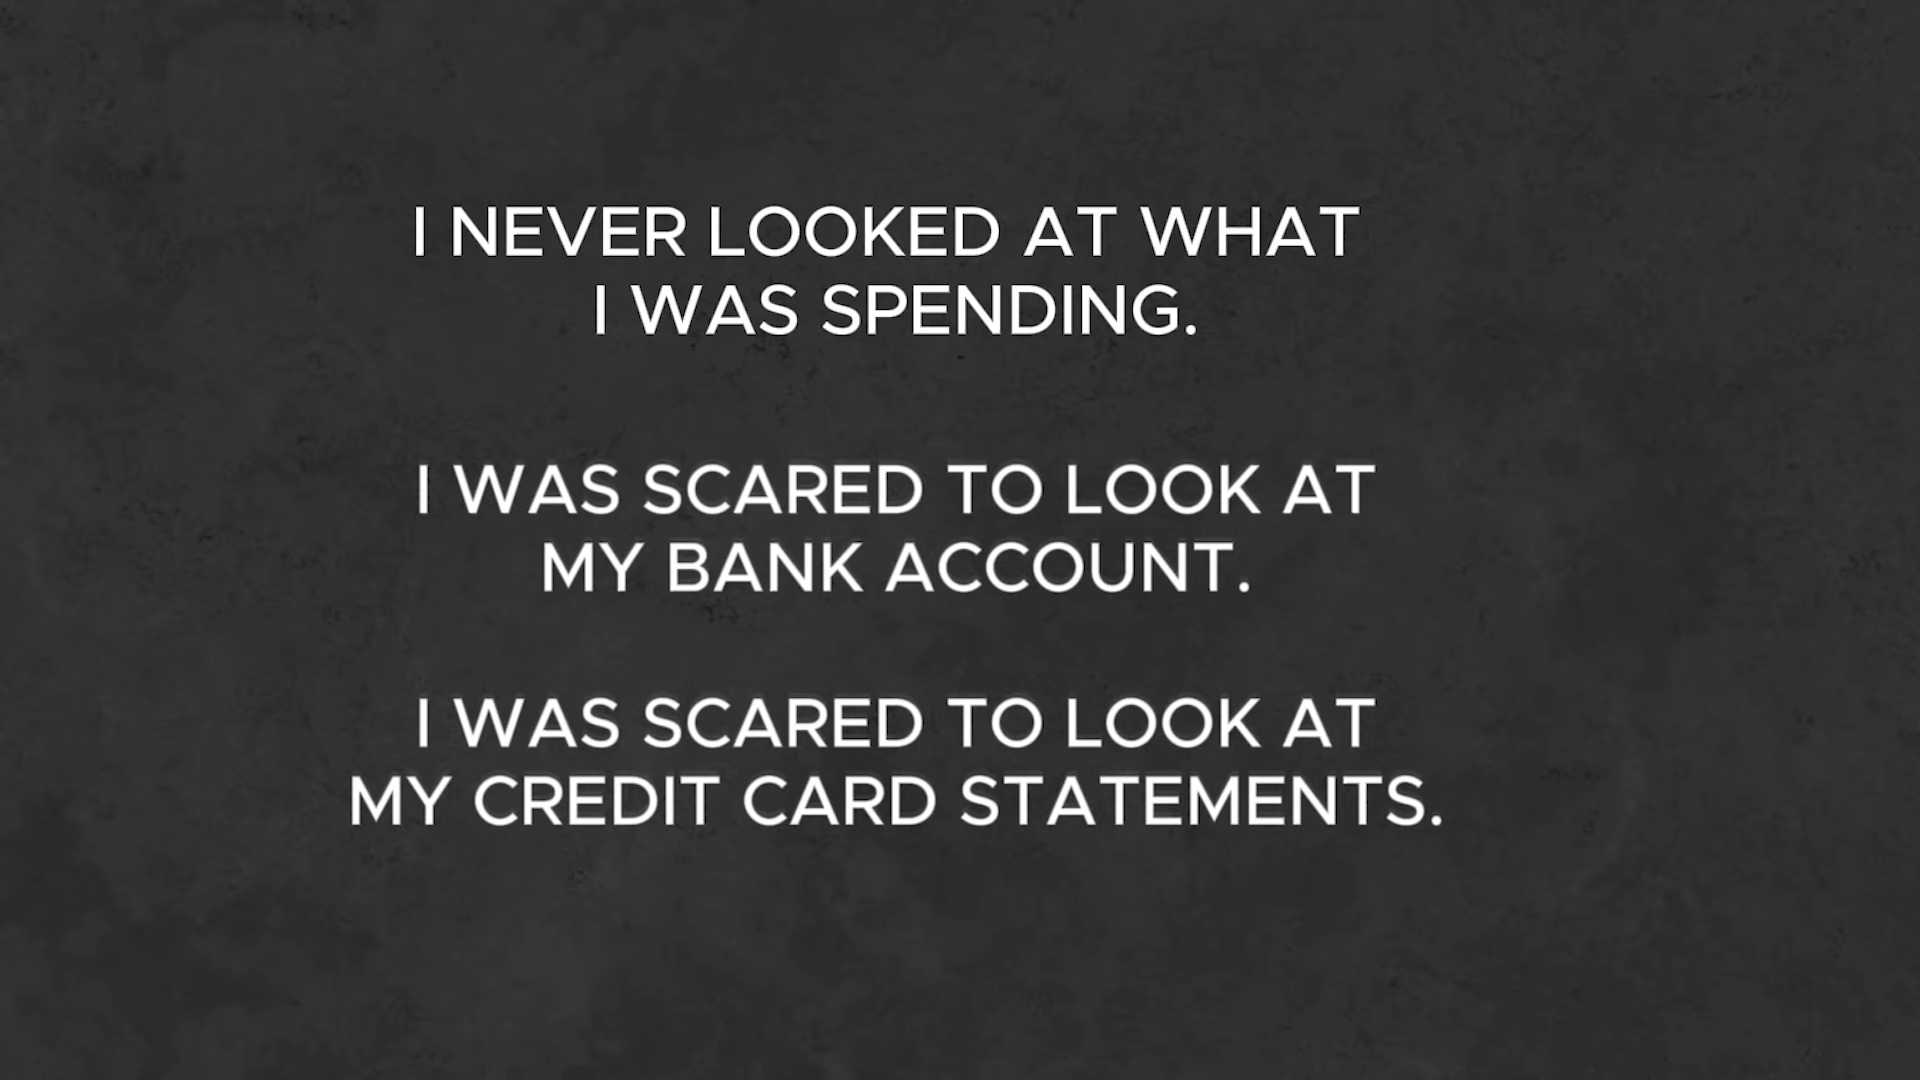 I NEVER LOOKED AT WHAT
I WAS SPENDING.
I WAS SCARED TO LOOK AT
MY BANK ACCOUNT.
I WAS SCARED TO LOOK AT
MY CREDIT CARD STATEMENTS.